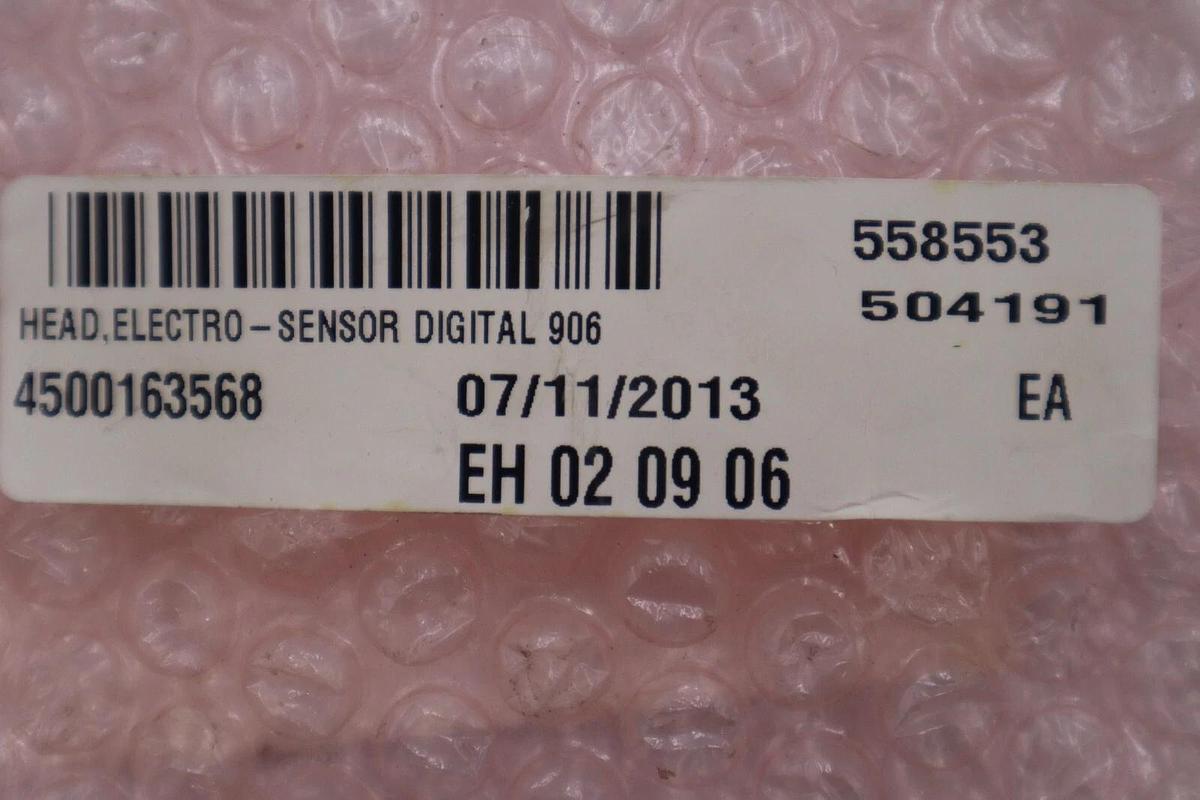 558553
504191
HEAD,ELECTRO-SENSOR DIGITAL 906
4500163568 07/11/2013 EA
EH 02 09 06